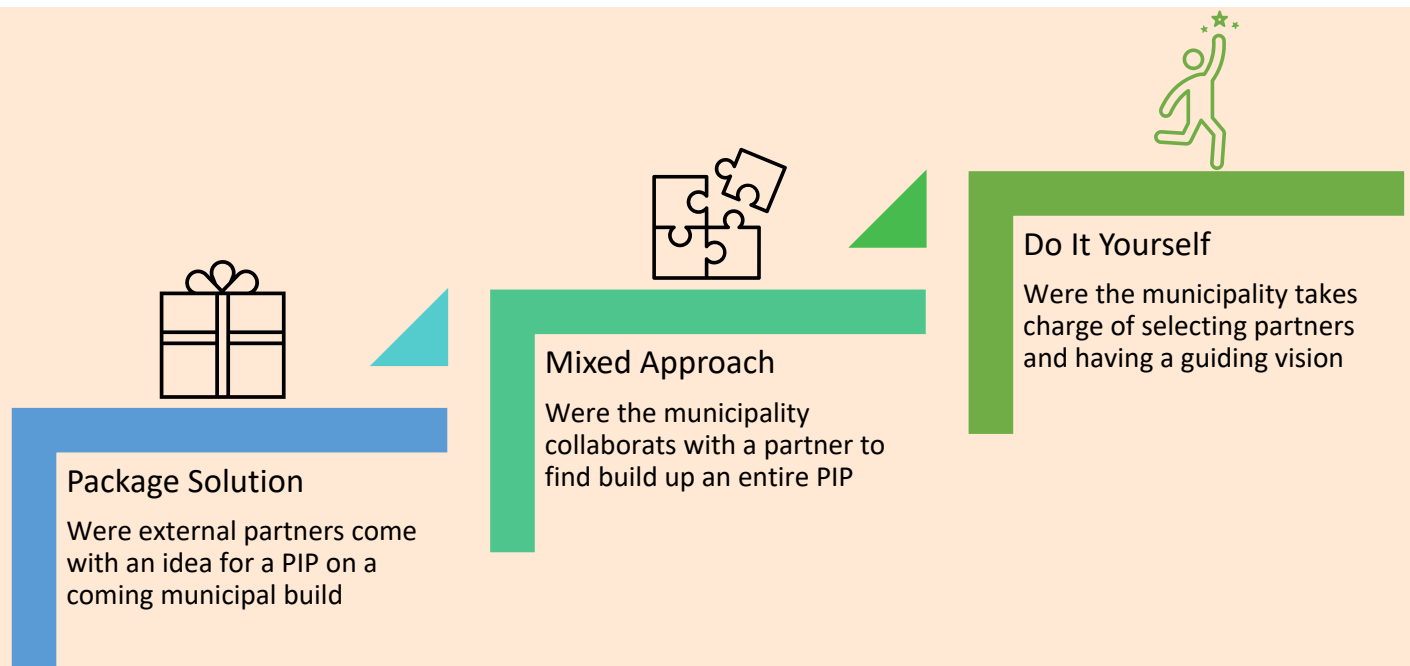 Package Solution
Were external partners come
with an idea for a PIP on a
coming municipal build
Mixed Approach
Were the municipality
collaborats with a partner to
find build up an entire PIP
Do It Yourself
Were the municipality takes
charge of selecting partners
and having a guiding vision